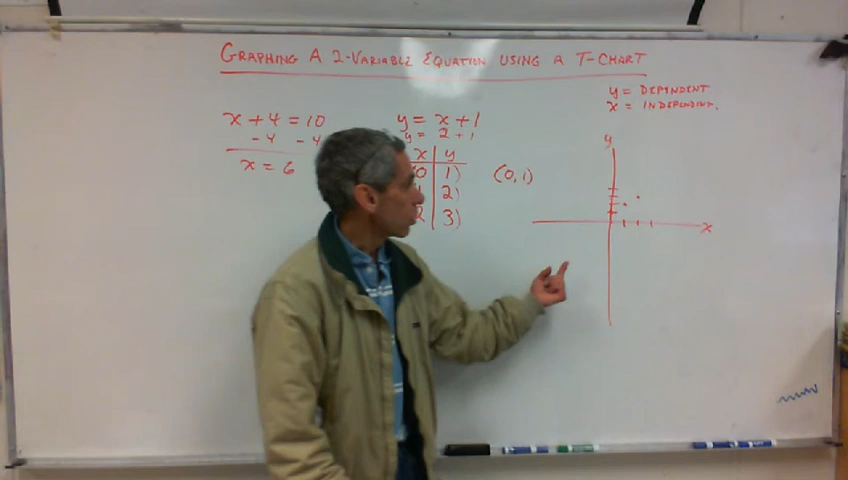 GRAPHING A 2-VARIABLE EQUATION USING A T-CHART
y = DEPENDENT
x = INDEPENDENT.
x + 4 = 10
- 4 - 4
x = 6
y = x + 1
y = 2 + 1
x y
0 1)
2)
2 3)
(0, 1)
y
x